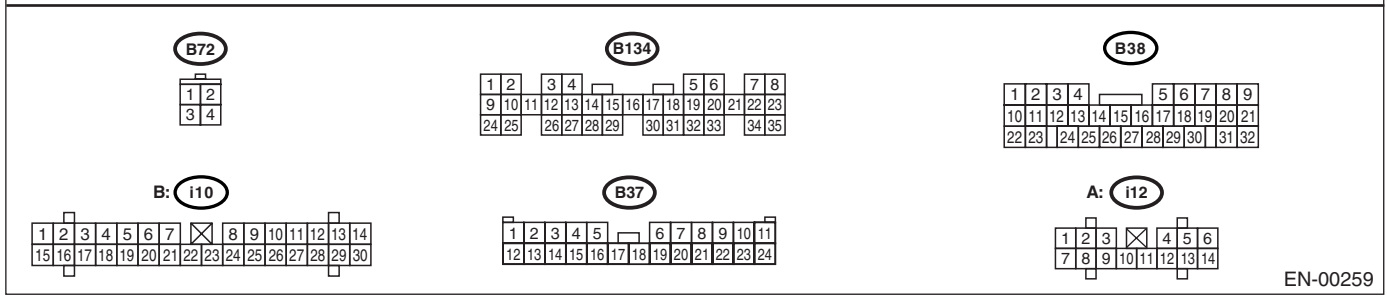 B72
1 2
3 4
B134
1 2 3 4 5 6 7 8
9 10 11 12 13 14 15 16 17 18 19 20 21 22 23
24 25 26 27 28 29 30 31 32 33 34 35
B38
1 2 3 4 5 6 7 8 9
10 11 12 13 14 15 16 17 18 19 20 21
22 23 24 25 26 27 28 29 30 31 32
B: i10
1 2 3 4 5 6 7 8 9 10 11 12 13 14
15 16 17 18 19 20 21 22 23 24 25 26 27 28 29 30
B37
1 2 3 4 5 6 7 8 9 10 11
12 13 14 15 16 17 18 19 20 21 22 23 24
A: i12
1 2 3 4 5 6
7 8 9 10 11 12 13 14
EN-00259